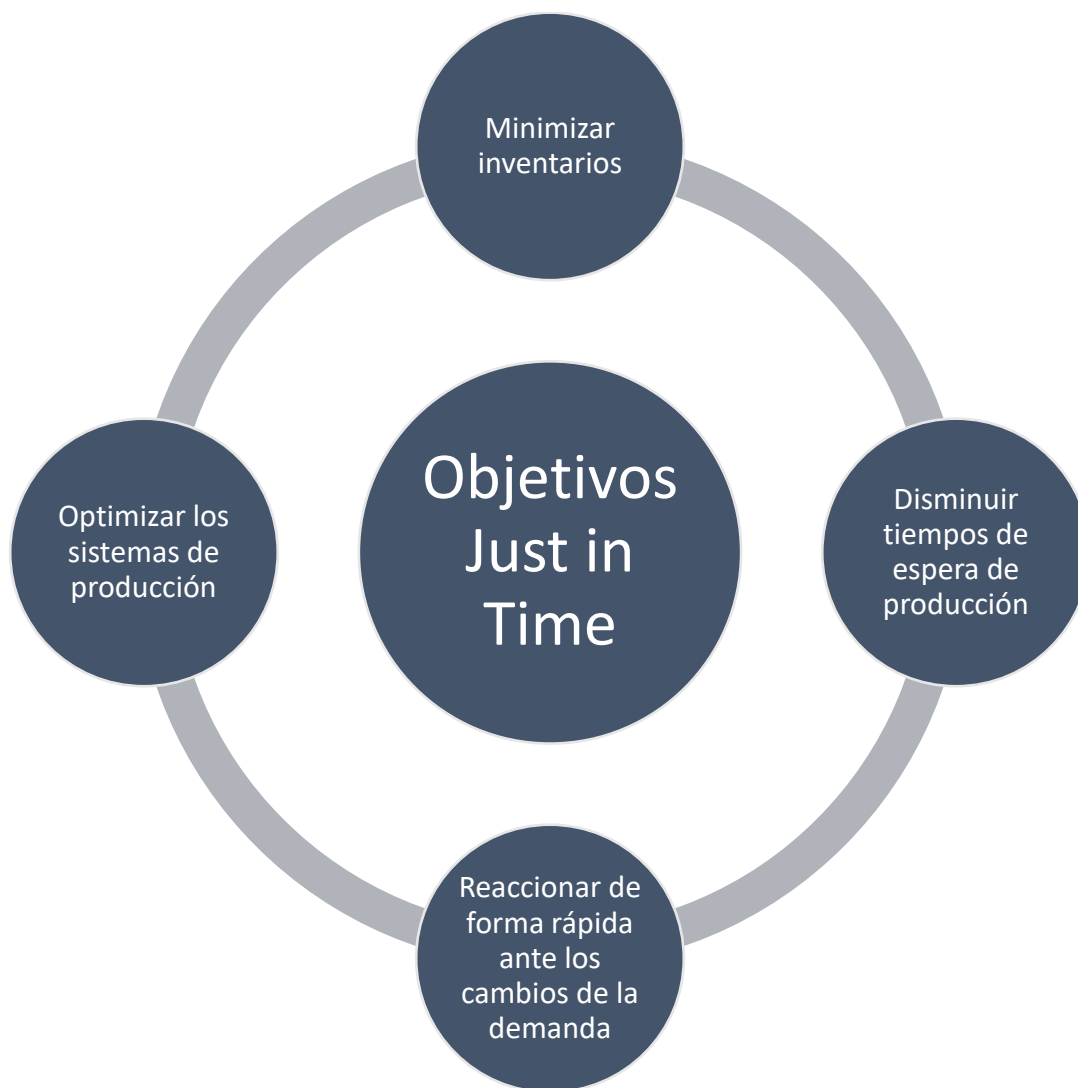 Minimizar
inventarios
Objetivos
Just in
Time
Disminuir
tiempos de
espera de
producción
Reaccionar de
forma rápida
ante los
cambios de la
demanda
Optimizar los
sistemas de
producción